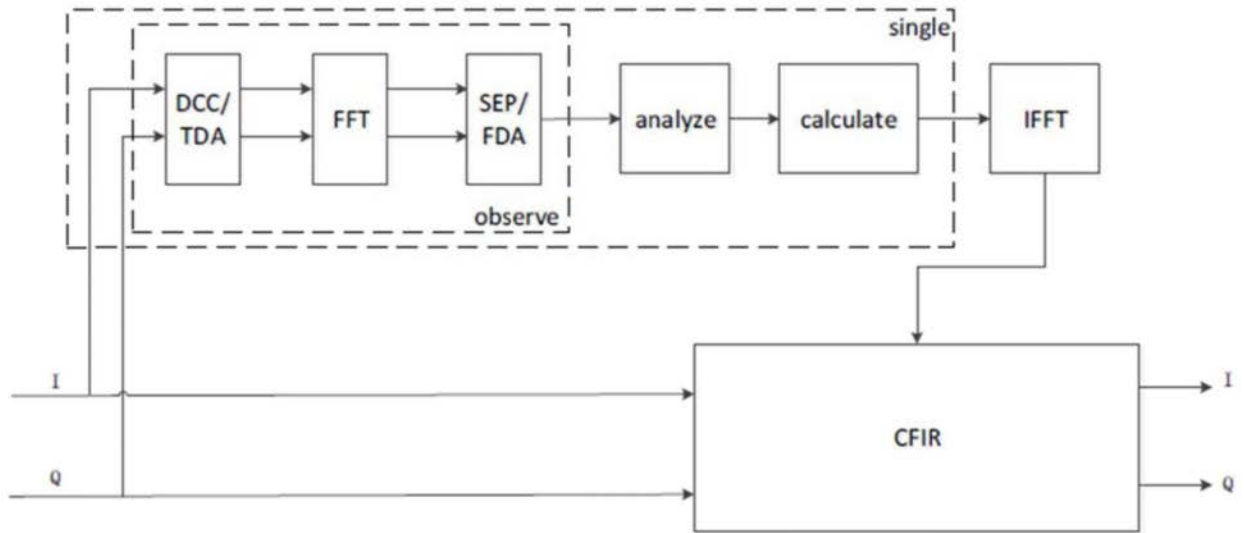 single
DCC/
TDA
FFT
SEP/
FDA
analyze
calculate
IFFT
observe
I
I
CFIR
Q
Q